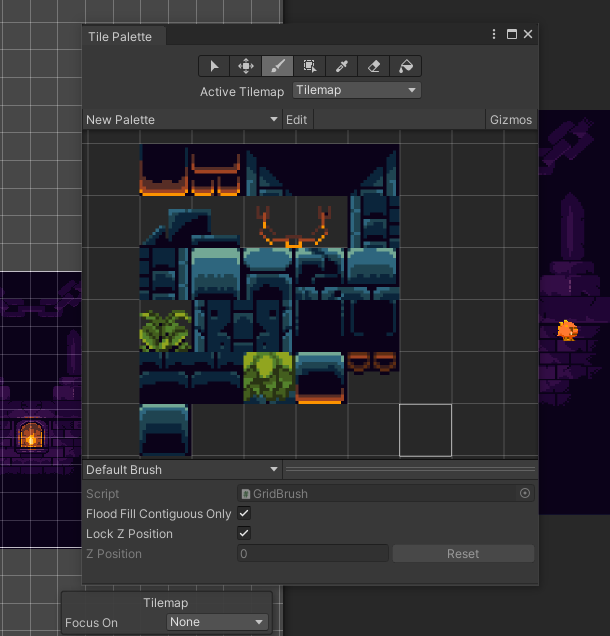 Tile Palette
Active Tilemap Tilemap
New Palette Edit Gizmos
Default Brush
Script GridBrush
Flood Fill Contiguous Only
Lock Z Position
Z Position 0 Reset
Tilemap
Focus On None